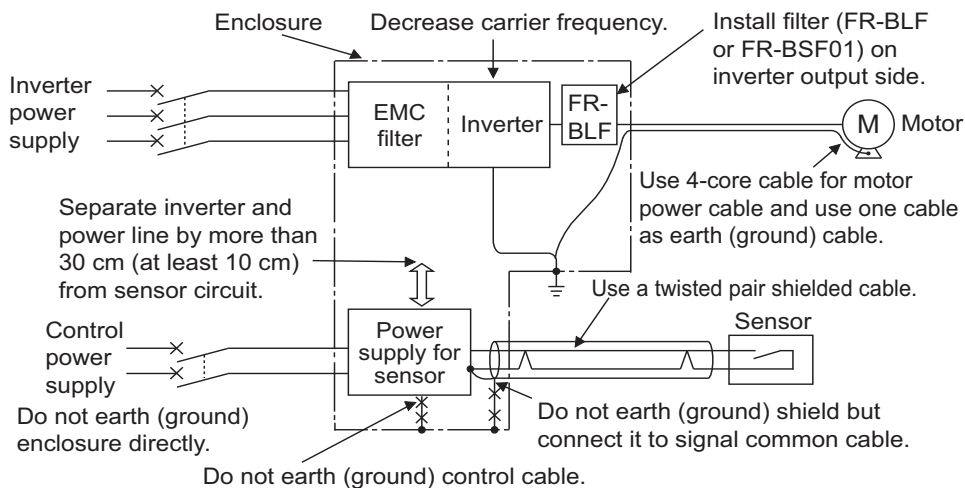 Enclosure
Decrease carrier frequency.
Install filter (FR-BLF
or FR-BSF01) on
inverter output side.
Inverter
power
supply
EMC
filter
Inverter
FR-
BLF
M
Motor
Use 4-core cable for motor
power cable and use one cable
as earth (ground) cable.
Separate inverter and
power line by more than
30 cm (at least 10 cm)
from sensor circuit.
Use a twisted pair shielded cable.
Control
power
supply
Power
supply for
sensor
Sensor
Do not earth (ground)
enclosure directly.
Do not earth (ground) shield but
connect it to signal common cable.
Do not earth (ground) control cable.